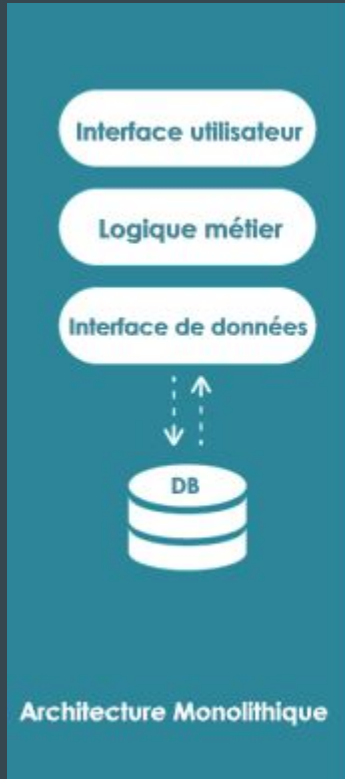 Interface utilisateur
Logique métier
Interface de données
DB
Architecture Monolithique